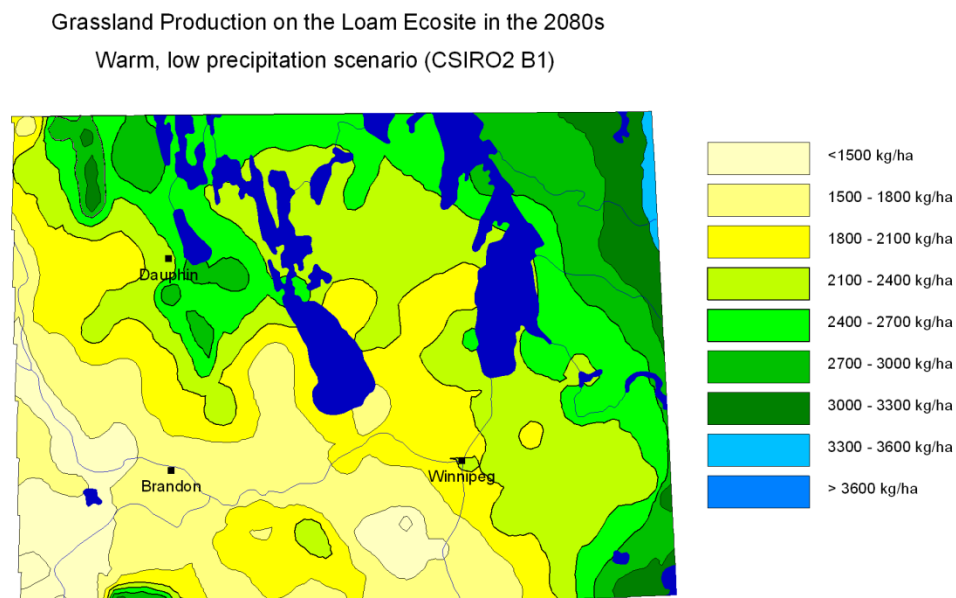 Grassland Production on the Loam Ecosite in the 2080s
Warm, low precipitation scenario (CSIRO2 B1)
<1500 kg/ha
1500 - 1800 kg/ha
1800 - 2100 kg/ha
2100 - 2400 kg/ha
2400 - 2700 kg/ha
2700 - 3000 kg/ha
3000 - 3300 kg/ha
3300 - 3600 kg/ha
> 3600 kg/ha
Dauphin
Brandon
Winnipeg